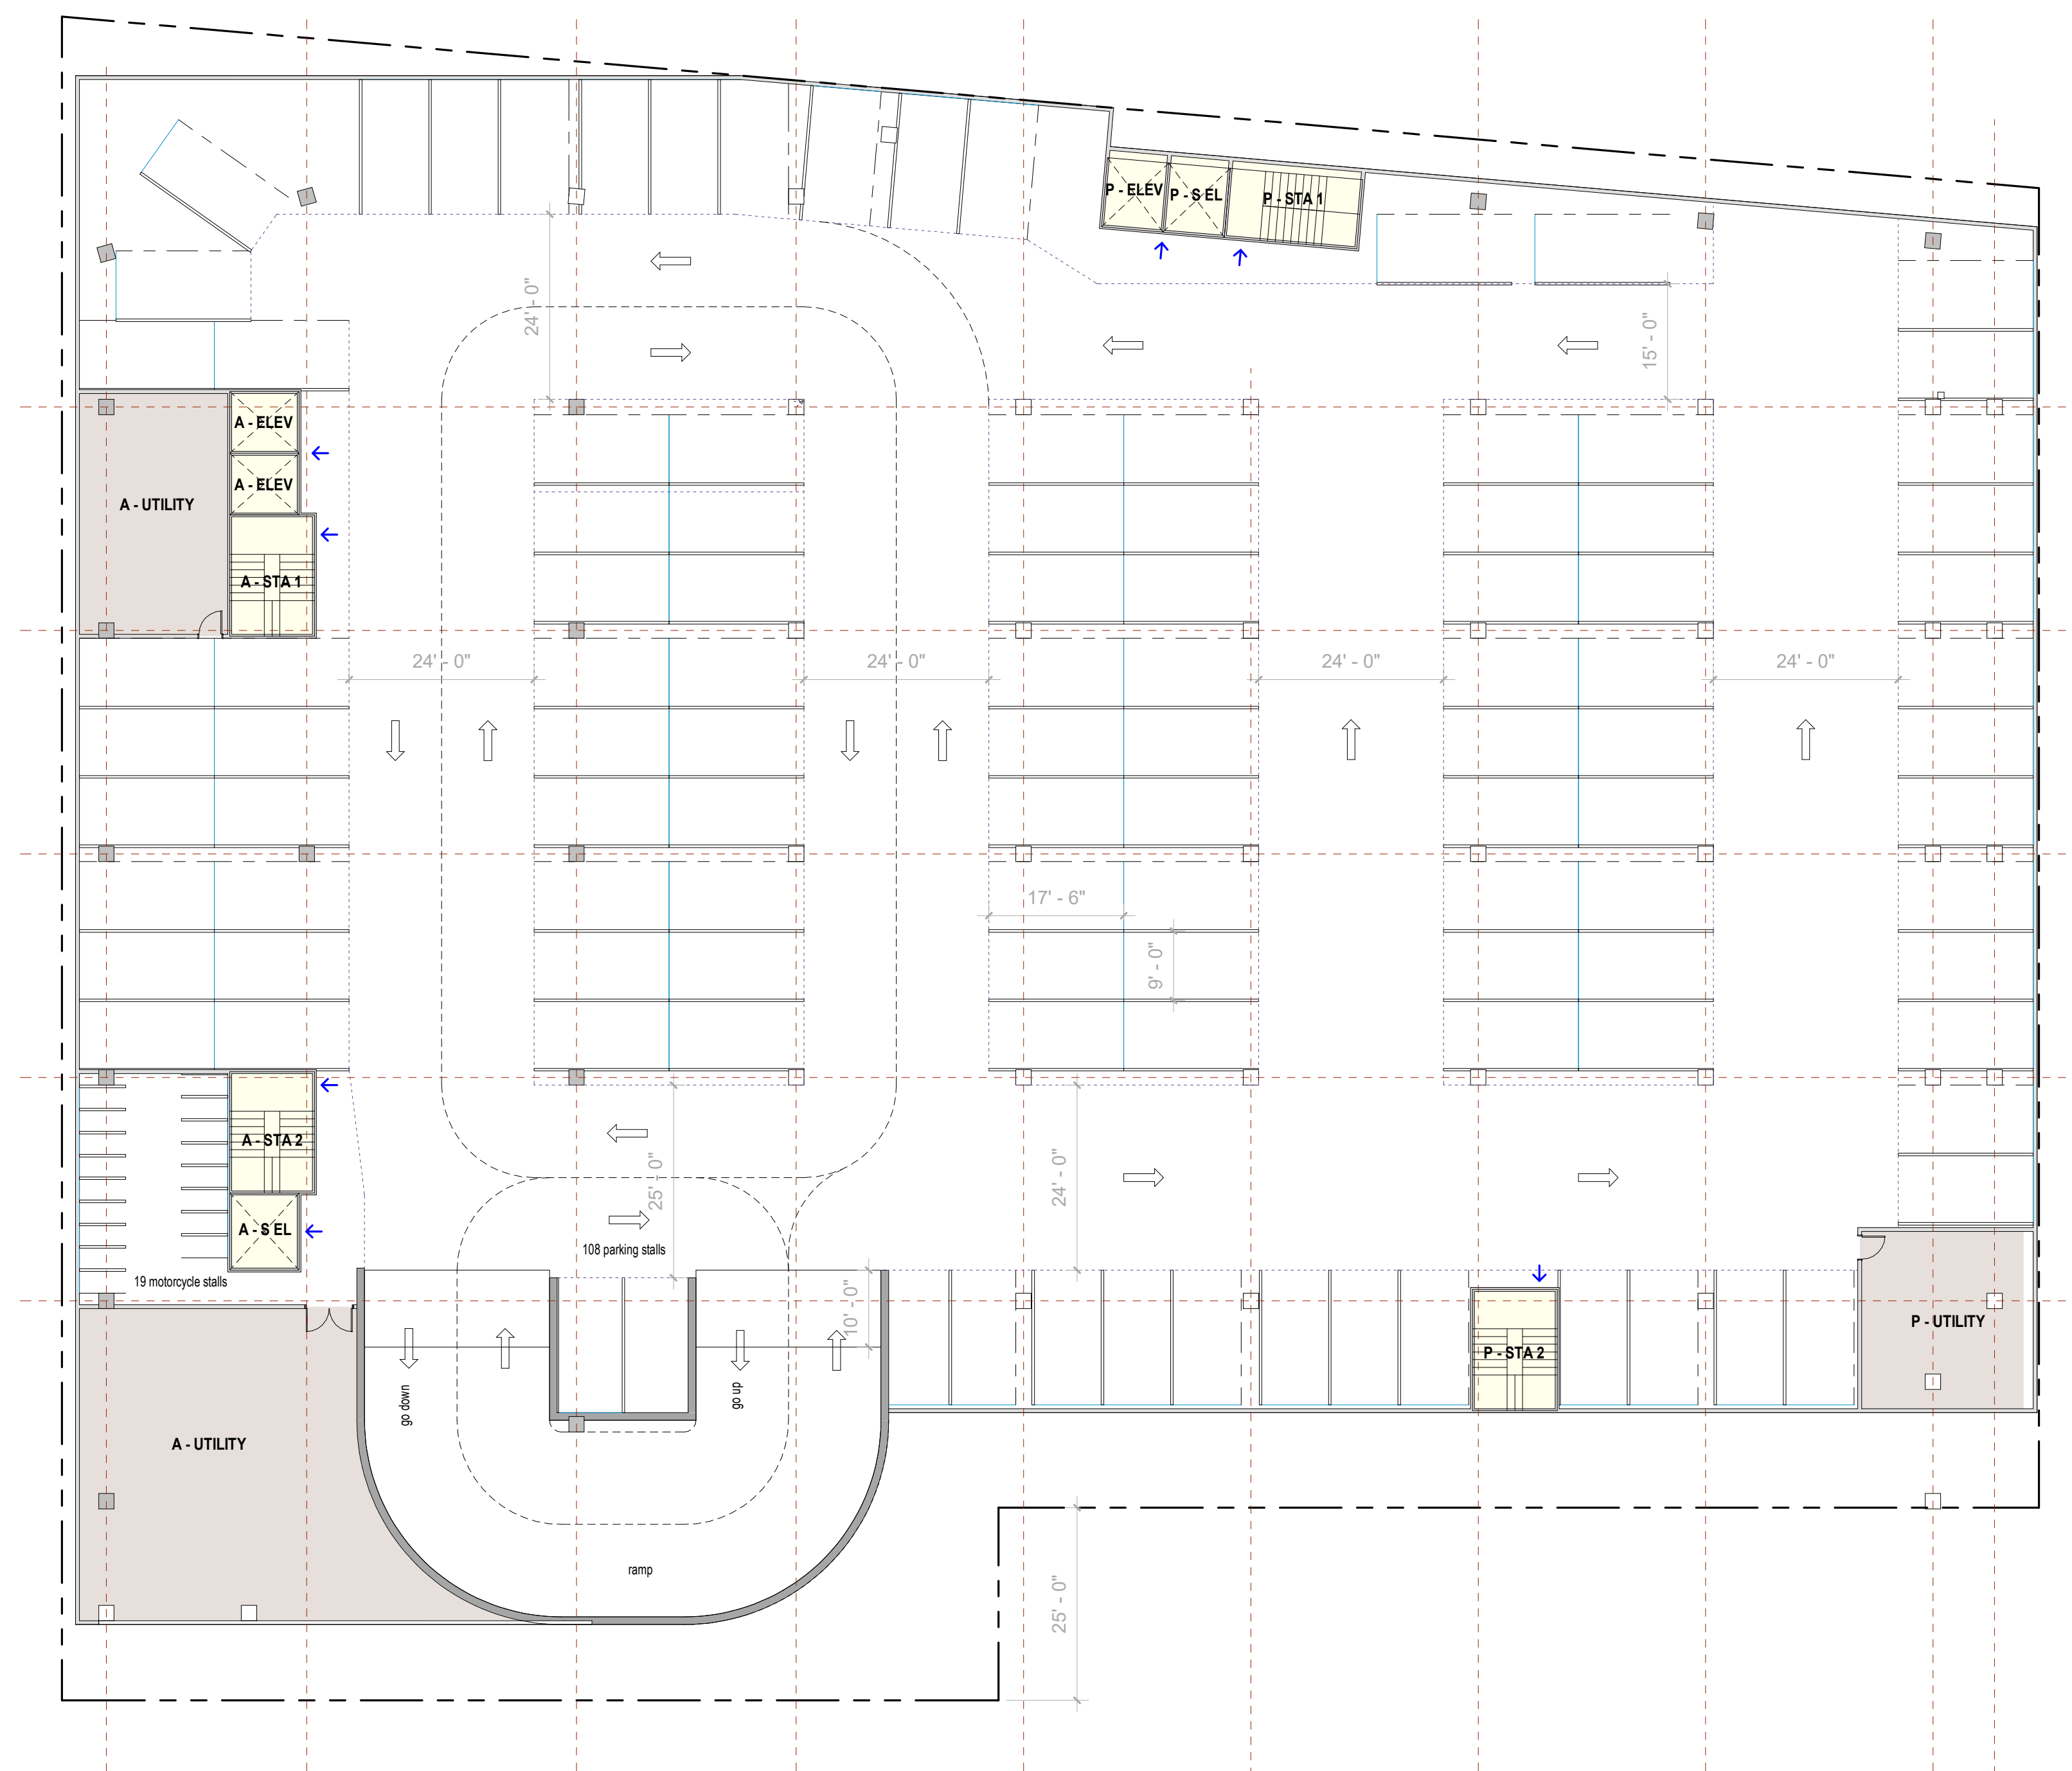 P - ELEV
P - S EL
P - STA 1
24' - 0"
15' - 0"
A - ELEV
A - ELEV
A - UTILITY
A - STA 1
24' - 0"
24' - 0"
24' - 0"
24' - 0"
17' - 6"
9' - 0"
A - STA 2
25' - 0"
24' - 0"
A - S EL
108 parking stalls
19 motorcycle stalls
10' - 0"
P - UTILITY
P - STA 2
go down
go up
A - UTILITY
ramp
25' - 0"